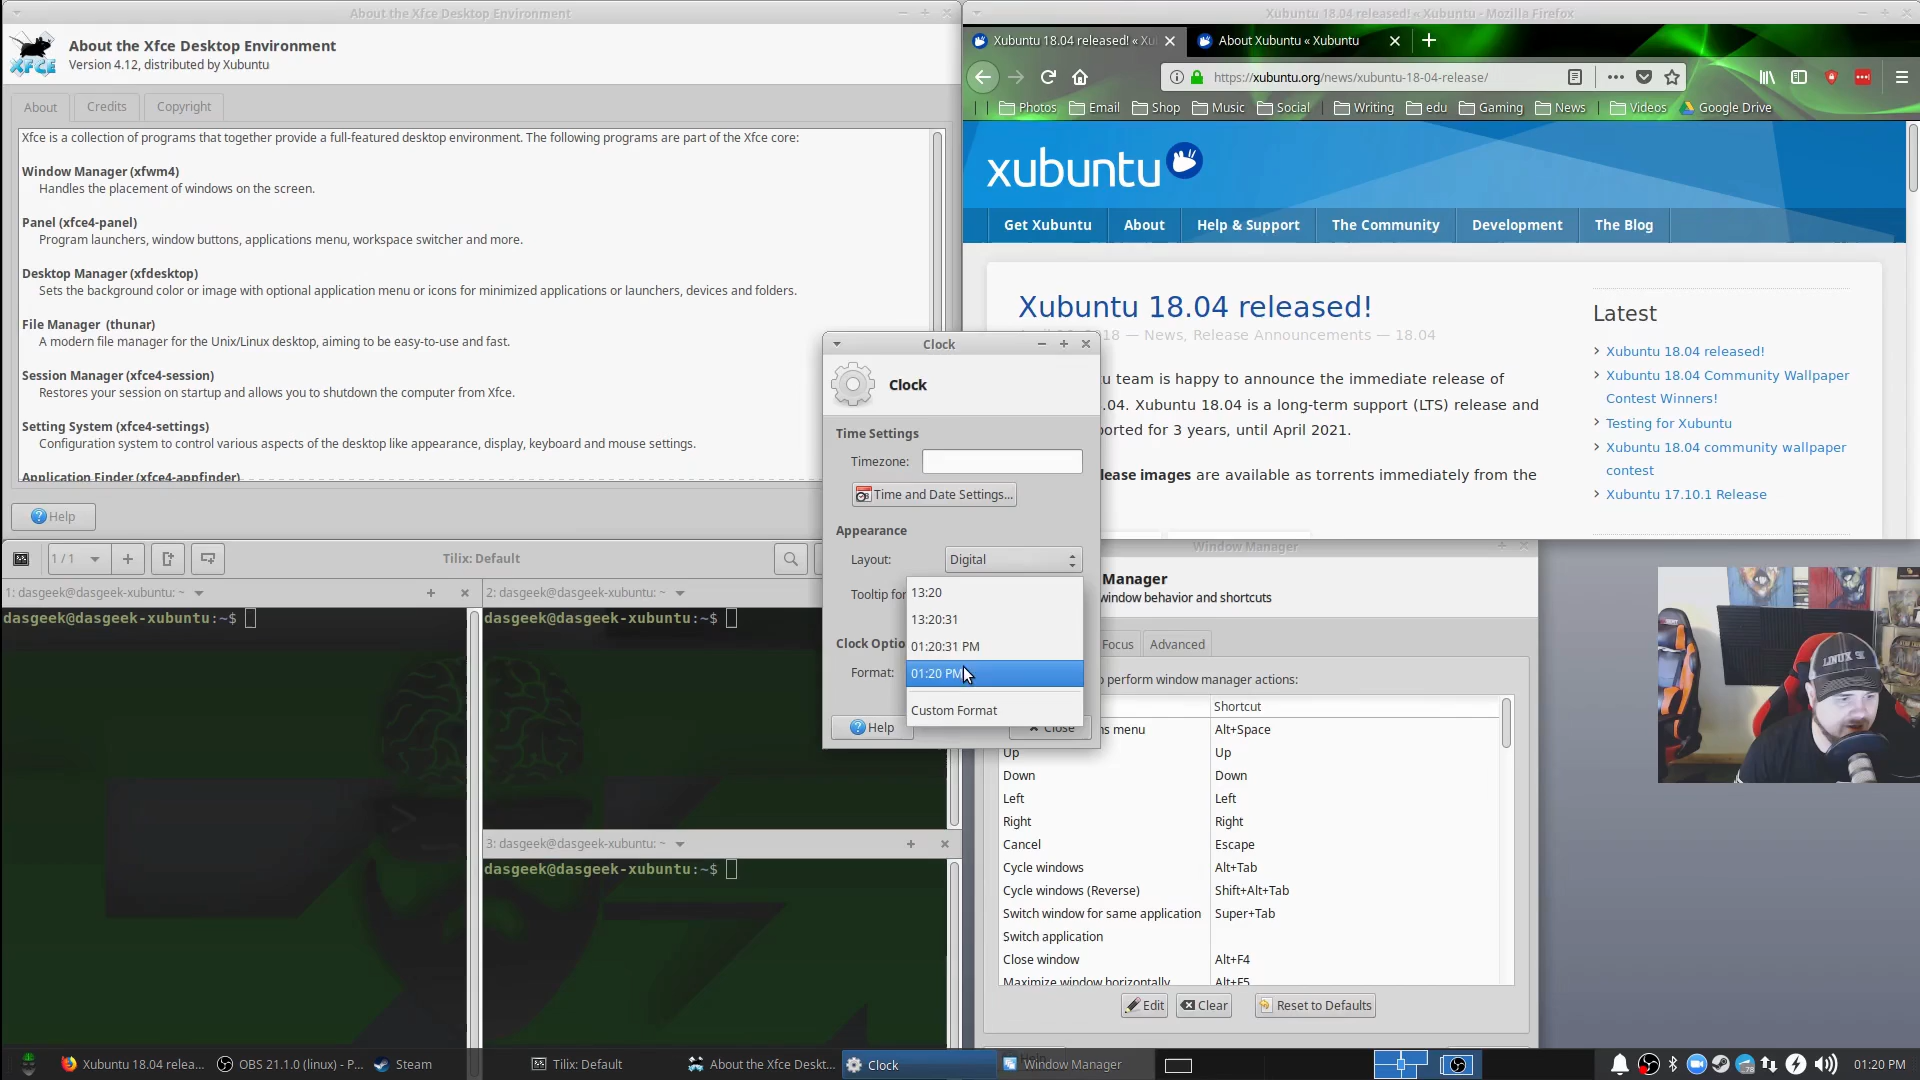 About the Xfce Desktop Environment
About the Xfce Desktop Environment
Version 4.12, distributed by Xubuntu
XFCE
About
Credits
Copyright
Xfce is a collection of programs that together provide a full-featured desktop environment. The following programs are part of the Xfce core:
Window Manager (xfwm4)
Handles the placement of windows on the screen.
Panel (xfce4-panel)
Program launchers, window buttons, applications menu, workspace switcher and more.
Desktop Manager (xfdesktop)
Sets the background color or image with optional application menu or icons for minimized applications or launchers, devices and folders.
File Manager (thunar)
A modern file manager for the Unix/Linux desktop, aiming to be easy-to-use and fast.
Session Manager (xfce4-session)
Restores your session on startup and allows you to shutdown the computer from Xfce.
Setting System (xfce4-settings)
Configuration system to control various aspects of the desktop like appearance, display, keyboard and mouse settings.
Application Finder (xfce4-appfinder)
Help
Xubuntu 18.04 released! « Xubuntu - Mozilla Firefox
Xubuntu 18.04 released! « Xu
About Xubuntu « Xubuntu
https://xubuntu.org/news/xubuntu-18-04-release/
Photos
Email
Shop
Music
Social
Writing
edu
Gaming
News
Videos
Google Drive
xubuntu
Get Xubuntu
About
Help & Support
The Community
Development
The Blog
Xubuntu 18.04 released!
18 — News, Release Announcements — 18.04
u team is happy to announce the immediate release of
.04. Xubuntu 18.04 is a long-term support (LTS) release and
ported for 3 years, until April 2021.
lease images are available as torrents immediately from the
Latest
Xubuntu 18.04 released!
Xubuntu 18.04 Community Wallpaper
Contest Winners!
Testing for Xubuntu
Xubuntu 18.04 community wallpaper
contest
Xubuntu 17.10.1 Release
Clock
Clock
Time Settings
Timezone:
Time and Date Settings...
Appearance
Layout:
Digital
Tooltip for
Clock Optio
Format:
13:20
13:20:31
01:20:31 PM
01:20 PM
Custom Format
Help
Close
1 / 1
Tilix: Default
1: dasgeek@dasgeek-xubuntu: ~
dasgeek@dasgeek-xubuntu:~$
2: dasgeek@dasgeek-xubuntu: ~
dasgeek@dasgeek-xubuntu:~$
3: dasgeek@dasgeek-xubuntu: ~
dasgeek@dasgeek-xubuntu:~$
Window Manager
Manager
window behavior and shortcuts
Focus
Advanced
o perform window manager actions:
Shortcut
ns menu
Alt+Space
Up
Up
Down
Down
Left
Left
Right
Right
Cancel
Escape
Cycle windows
Alt+Tab
Cycle windows (Reverse)
Shift+Alt+Tab
Switch window for same application
Super+Tab
Switch application
Close window
Alt+F4
Maximize window horizontally
Alt+F5
Edit
Clear
Reset to Defaults
Xubuntu 18.04 relea...
OBS 21.1.0 (linux) - P...
Steam
Tilix: Default
About the Xfce Deskt...
Clock
Window Manager
01:20 PM